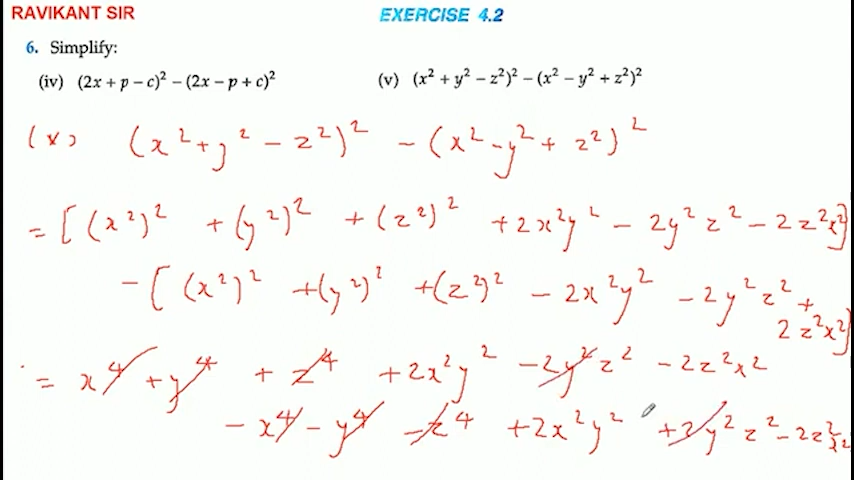 RAVIKANT SIR EXERCISE 4.2
6. Simplify:
(iv) (2x + p − c)² − (2x − p + c)² (v) (x² + y² − z²)² − (x² − y² + z²)²
(v) (x² + y² − z²)² − (x² − y² + z²)²
= [(x²)² + (y²)² + (z²)² + 2x²y² − 2y²z² − 2z²x²]
− [(x²)² + (y²)² + (z²)² − 2x²y² − 2y²z² +
2z²x²]
= x⁴ + y⁴ + z⁴ + 2x²y² − 2y²z² − 2z²x²
− x⁴ − y⁴ − z⁴ + 2x²y² + 2y²z² − 2z²x²